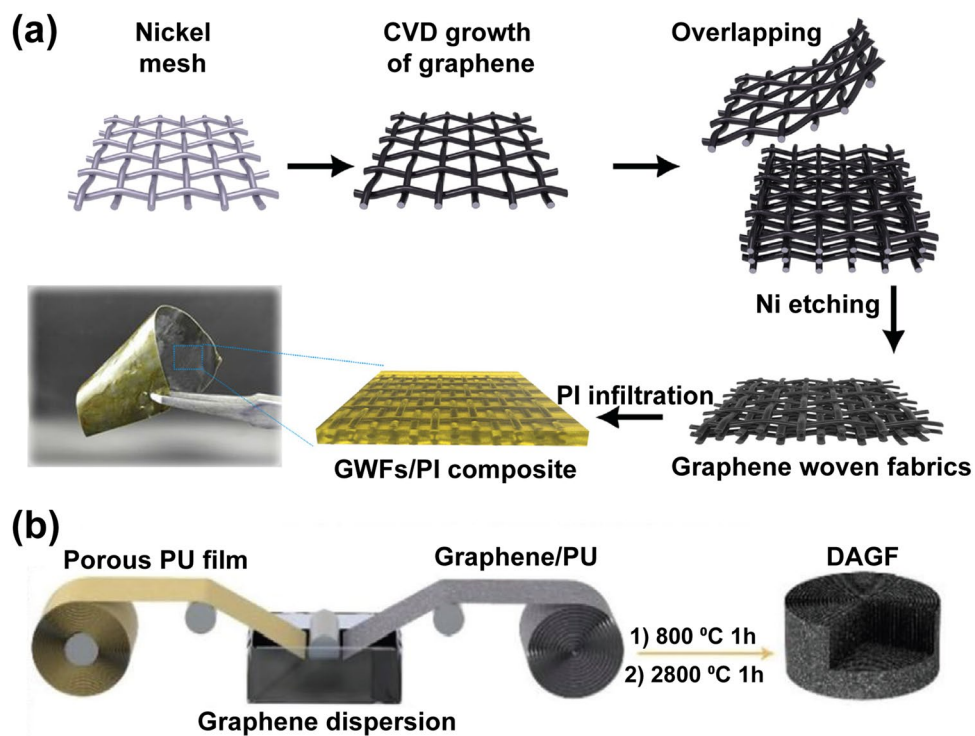 (a)
Nickel
mesh
CVD growth
of graphene
Overlapping
Ni etching
PI infiltration
GWFs/PI composite
Graphene woven fabrics
(b)
Porous PU film
Graphene/PU
DAGF
1) 800 ºC 1h
2) 2800 ºC 1h
Graphene dispersion